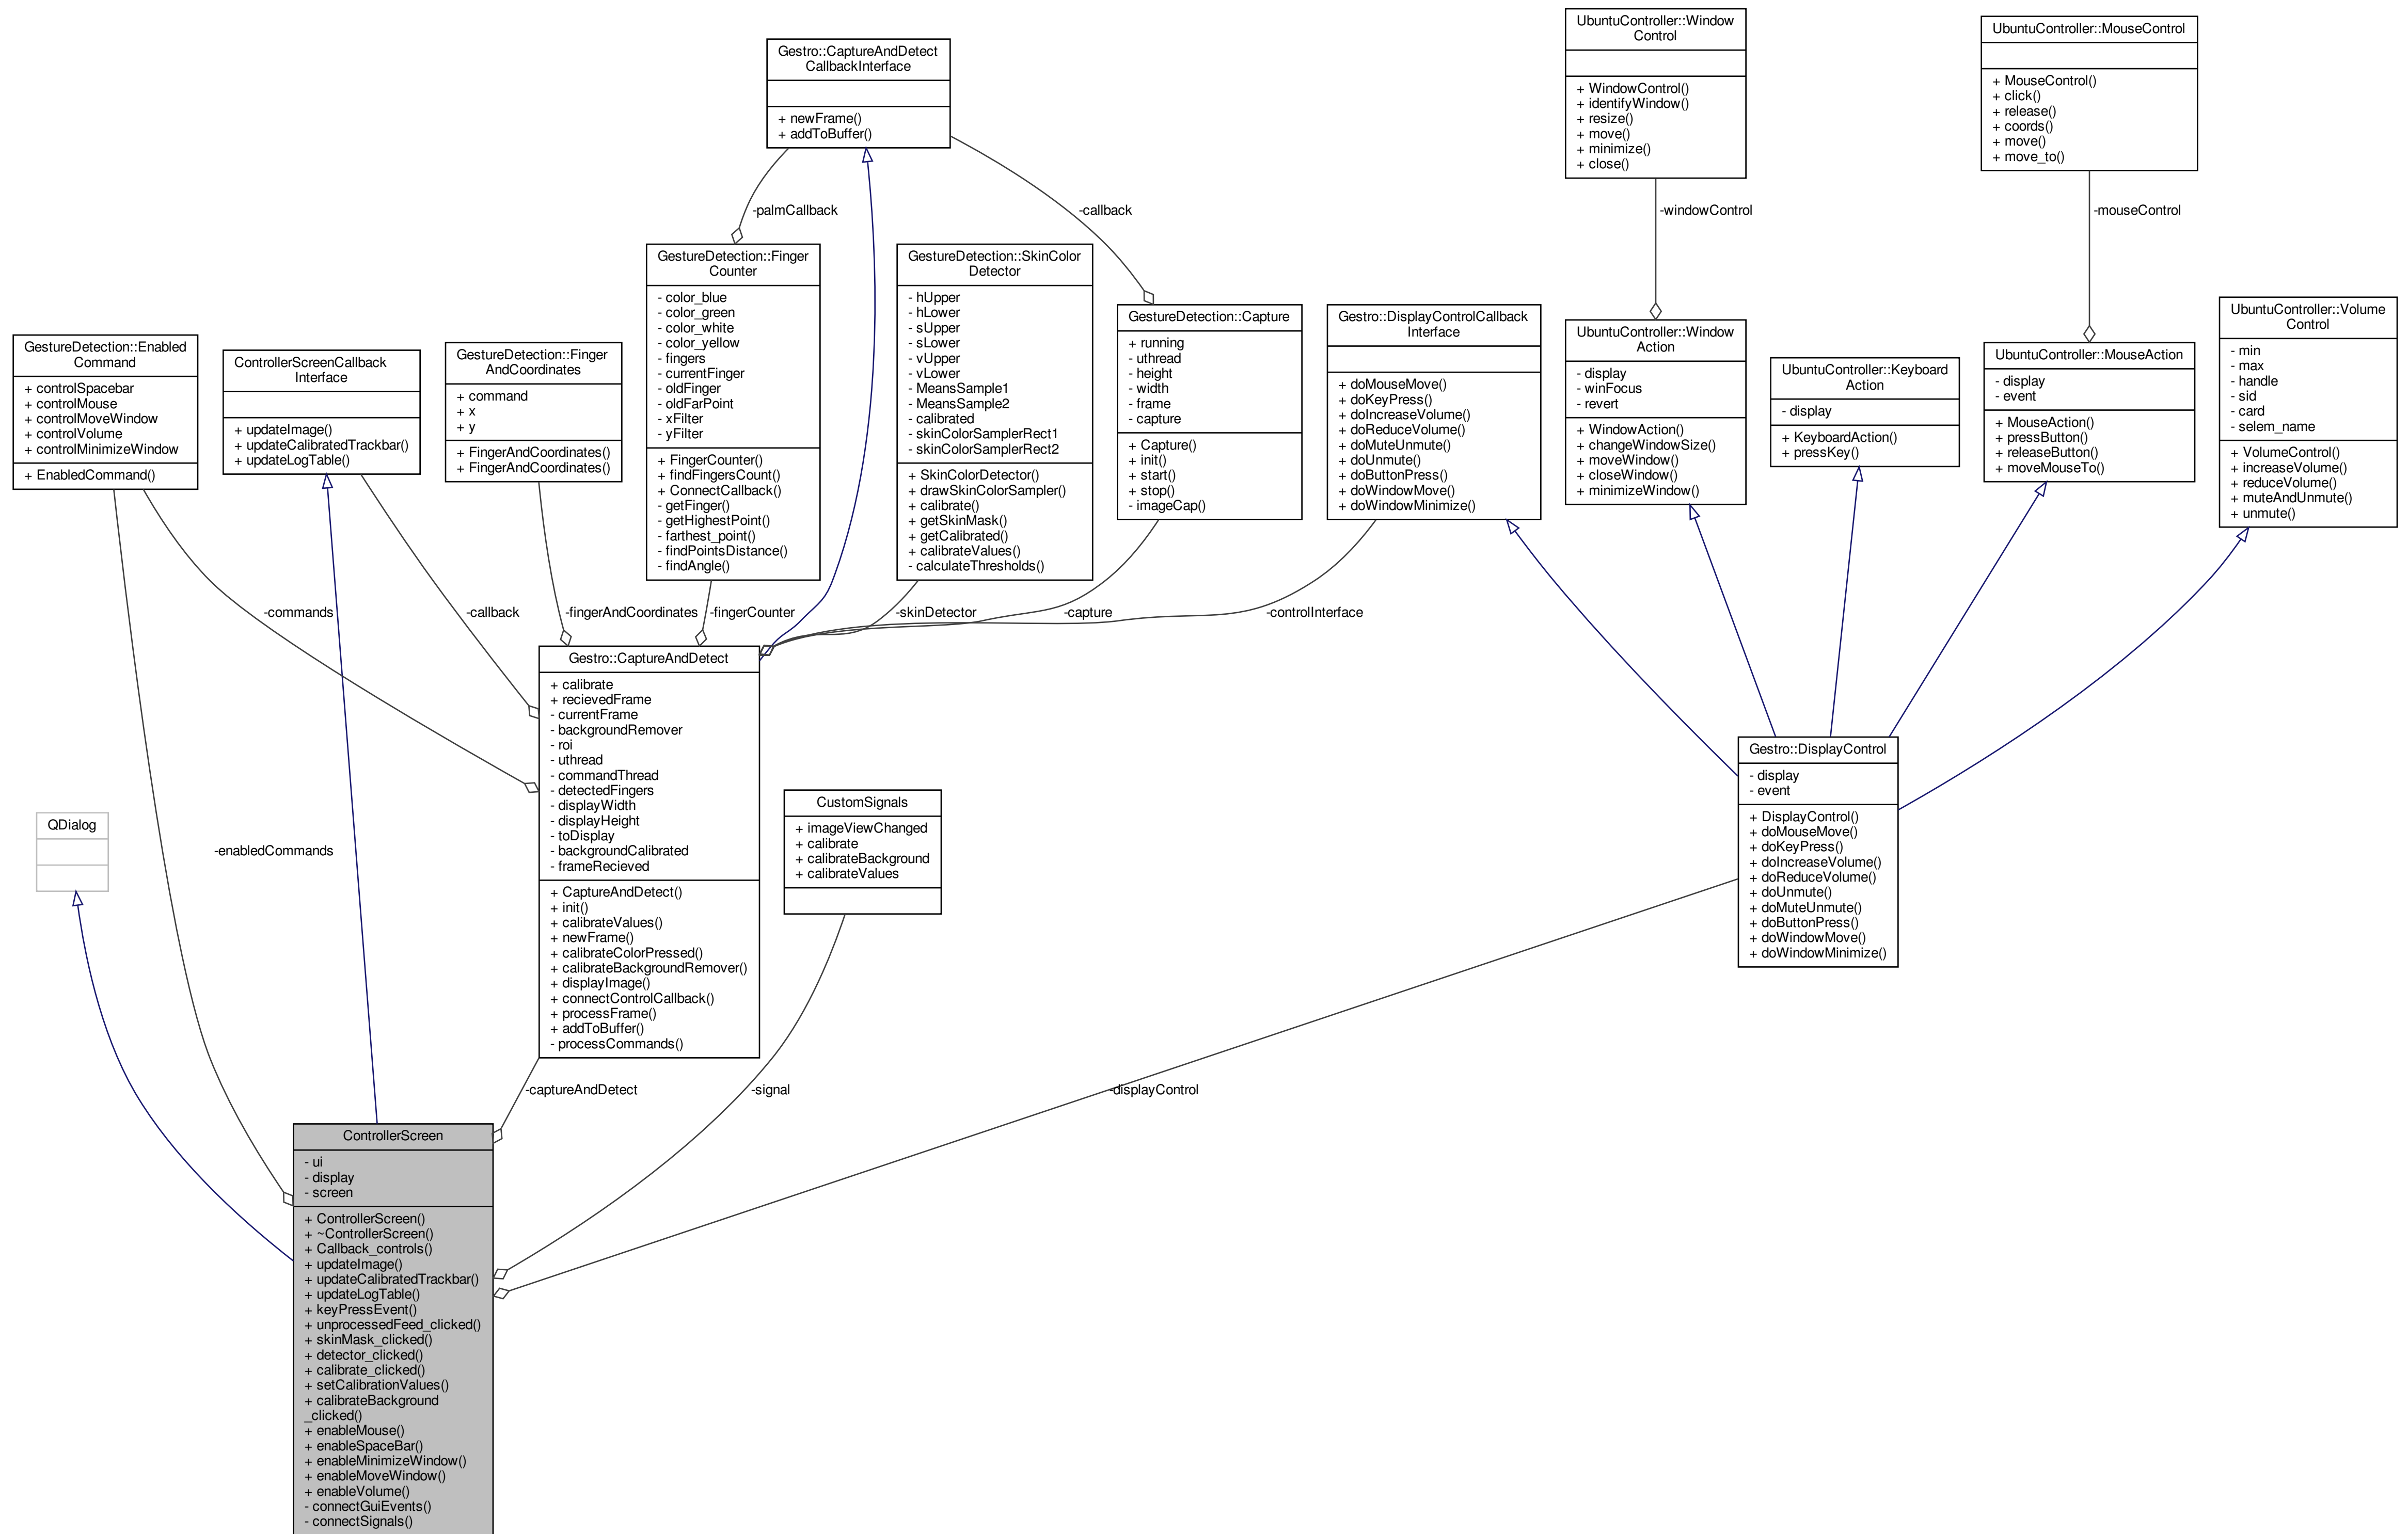 Gestro::CaptureAndDetect
CallbackInterface
+ newFrame()
+ addToBuffer()
UbuntuController::Window
Control
+ WindowControl()
+ identifyWindow()
+ resize()
+ move()
+ minimize()
+ close()
UbuntuController::MouseControl
+ MouseControl()
+ click()
+ release()
+ coords()
+ move()
+ move_to()
-palmCallback
-callback
-windowControl
-mouseControl
GestureDetection::Enabled
Command
+ controlSpacebar
+ controlMouse
+ controlMoveWindow
+ controlVolume
+ controlMinimizeWindow
+ EnabledCommand()
ControllerScreenCallback
Interface
+ updateImage()
+ updateCalibratedTrackbar()
+ updateLogTable()
GestureDetection::Finger
AndCoordinates
+ command
+ x
+ y
+ FingerAndCoordinates()
+ FingerAndCoordinates()
GestureDetection::Finger
Counter
- color_blue
- color_green
- color_white
- color_yellow
- fingers
- currentFinger
- oldFinger
- oldFarPoint
- xFilter
- yFilter
+ FingerCounter()
+ findFingersCount()
+ ConnectCallback()
- getFinger()
- getHighestPoint()
- farthest_point()
- findPointsDistance()
- findAngle()
GestureDetection::SkinColor
Detector
- hUpper
- hLower
- sUpper
- sLower
- vUpper
- vLower
- MeansSample1
- MeansSample2
- calibrated
- skinColorSamplerRect1
- skinColorSamplerRect2
+ SkinColorDetector()
+ drawSkinColorSampler()
+ calibrate()
+ getSkinMask()
+ getCalibrated()
+ calibrateValues()
- calculateThresholds()
GestureDetection::Capture
+ running
- uthread
- height
- width
- frame
- capture
+ Capture()
+ init()
+ start()
+ stop()
- imageCap()
Gestro::DisplayControlCallback
Interface
+ doMouseMove()
+ doKeyPress()
+ doIncreaseVolume()
+ doReduceVolume()
+ doMuteUnmute()
+ doUnmute()
+ doButtonPress()
+ doWindowMove()
+ doWindowMinimize()
UbuntuController::Window
Action
- display
- winFocus
- revert
+ WindowAction()
+ changeWindowSize()
+ moveWindow()
+ closeWindow()
+ minimizeWindow()
UbuntuController::Keyboard
Action
- display
+ KeyboardAction()
+ pressKey()
UbuntuController::MouseAction
- display
- event
+ MouseAction()
+ pressButton()
+ releaseButton()
+ moveMouseTo()
UbuntuController::Volume
Control
- min
- max
- handle
- sid
- card
- selem_name
+ VolumeControl()
+ increaseVolume()
+ reduceVolume()
+ muteAndUnmute()
+ unmute()
-commands
-callback
-fingerAndCoordinates
-fingerCounter
-skinDetector
-capture
-controlInterface
Gestro::CaptureAndDetect
+ calibrate
+ recievedFrame
- currentFrame
- backgroundRemover
- roi
- uthread
- commandThread
- detectedFingers
- displayWidth
- displayHeight
- toDisplay
- backgroundCalibrated
- frameRecieved
+ CaptureAndDetect()
+ init()
+ calibrateValues()
+ newFrame()
+ calibrateColorPressed()
+ calibrateBackgroundRemover()
+ displayImage()
+ connectControlCallback()
+ processFrame()
+ addToBuffer()
- processCommands()
QDialog
-enabledCommands
CustomSignals
+ imageViewChanged
+ calibrate
+ calibrateBackground
+ calibrateValues
Gestro::DisplayControl
- display
- event
+ DisplayControl()
+ doMouseMove()
+ doKeyPress()
+ doIncreaseVolume()
+ doReduceVolume()
+ doUnmute()
+ doMuteUnmute()
+ doButtonPress()
+ doWindowMove()
+ doWindowMinimize()
-captureAndDetect
-signal
-displayControl
ControllerScreen
- ui
- display
- screen
+ ControllerScreen()
+ ~ControllerScreen()
+ Callback_controls()
+ updateImage()
+ updateCalibratedTrackbar()
+ updateLogTable()
+ keyPressEvent()
+ unprocessedFeed_clicked()
+ skinMask_clicked()
+ detector_clicked()
+ calibrate_clicked()
+ setCalibrationValues()
+ calibrateBackground
_clicked()
+ enableMouse()
+ enableSpaceBar()
+ enableMinimizeWindow()
+ enableMoveWindow()
+ enableVolume()
- connectGuiEvents()
- connectSignals()